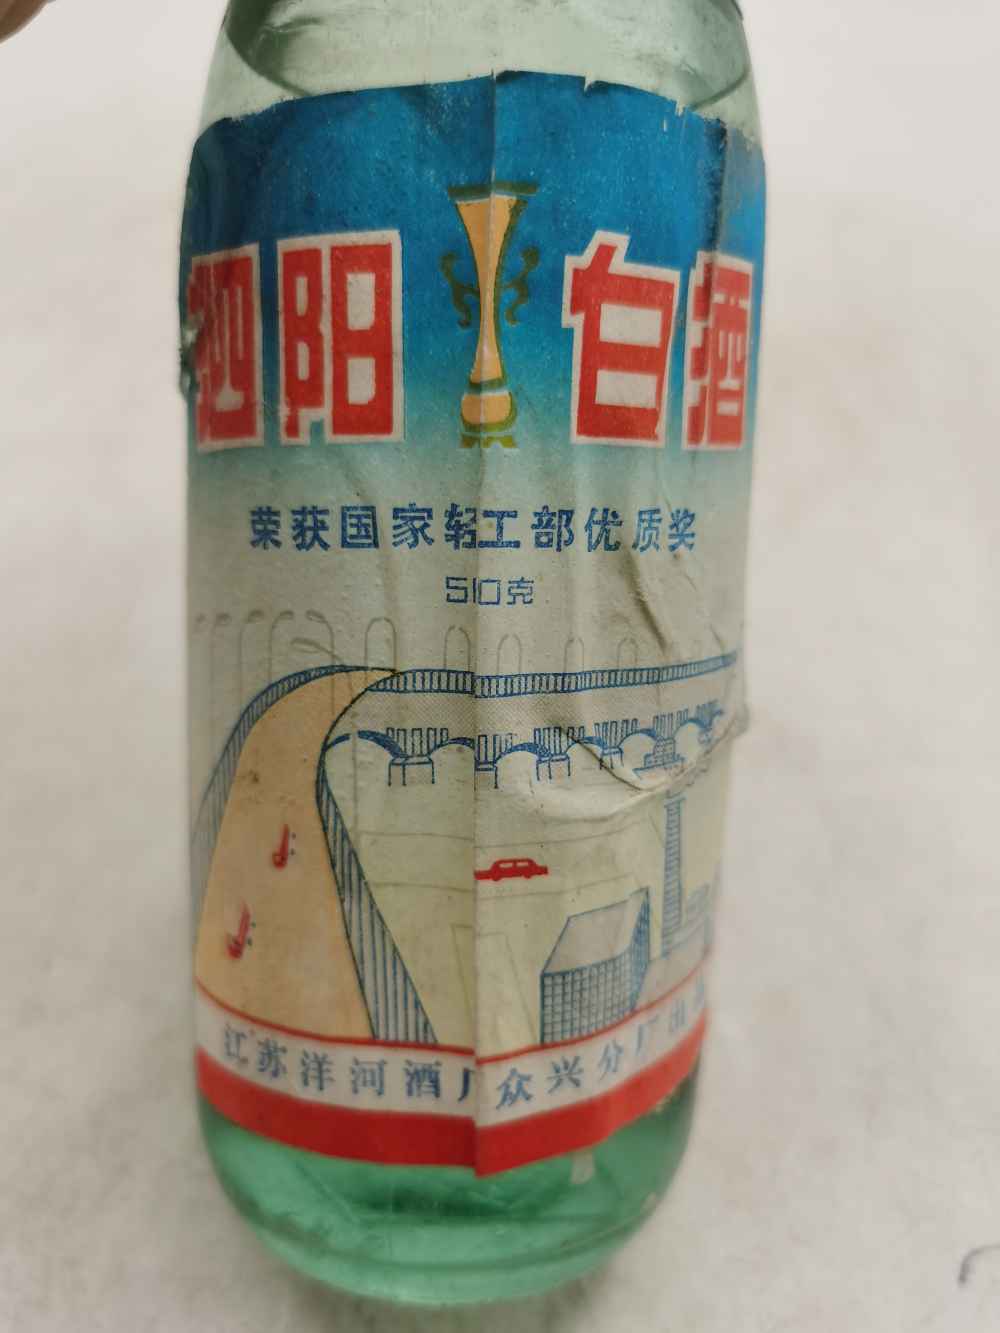 泗阳白酒
荣获国家轻工部优质奖
510克
江苏洋河酒厂众兴分厂出品